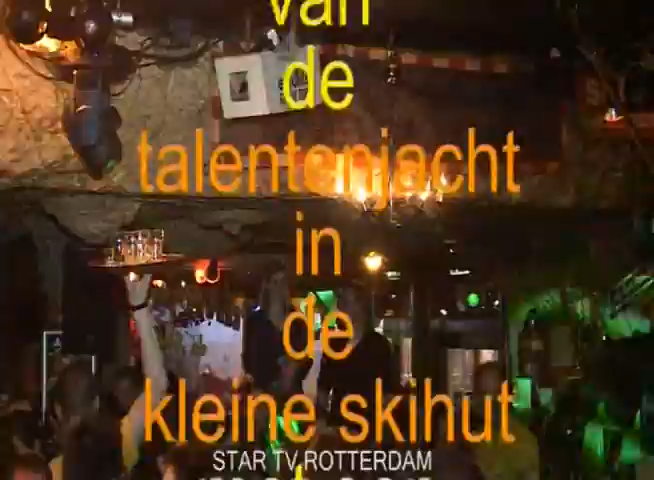 van
de
talentenjacht
in
de
kleine skihut
STAR TV ROTTERDAM